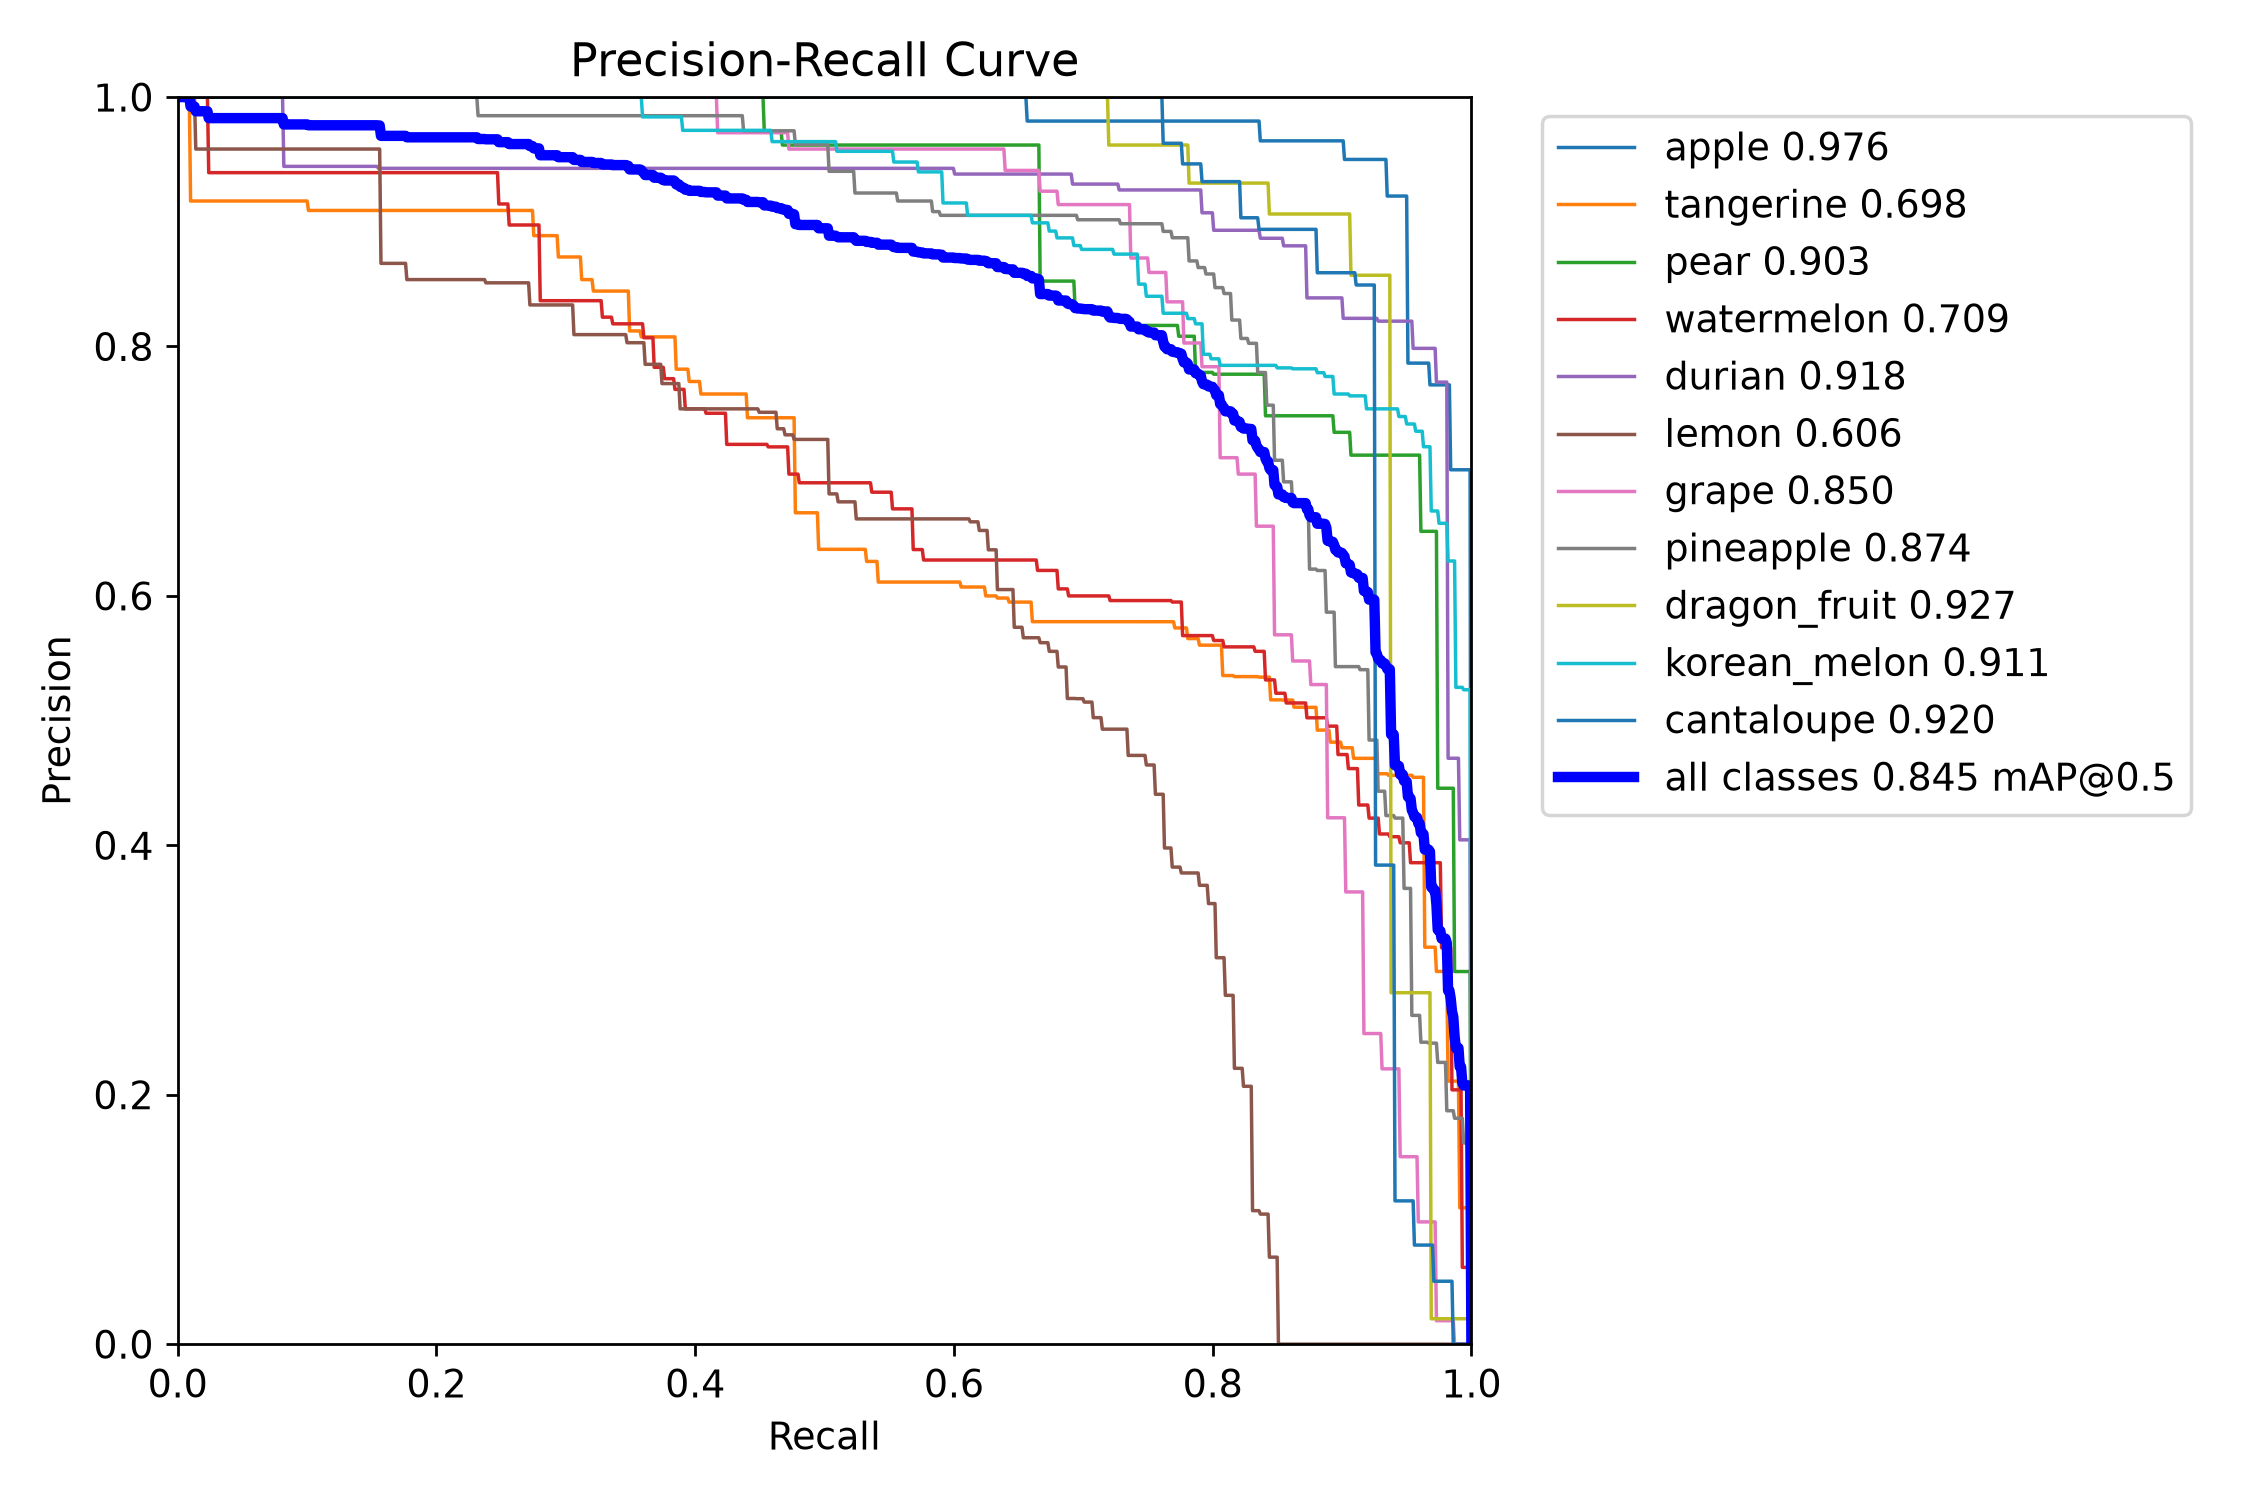 Precision-Recall Curve
1.0
0.8
0.6
0.4
0.2
0.0
Precision
0.0 0.2 0.4 0.6 0.8 1.0
Recall
apple 0.976
tangerine 0.698
pear 0.903
watermelon 0.709
durian 0.918
lemon 0.606
grape 0.850
pineapple 0.874
dragon_fruit 0.927
korean_melon 0.911
cantaloupe 0.920
all classes 0.845 mAP@0.5